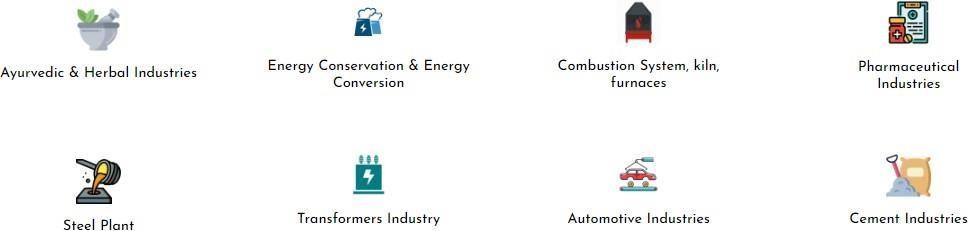 Ayurvedic & Herbal Industries
Energy Conservation & Energy
Conversion
Combustion System, kiln,
furnaces
Pharmaceutical
Industries
Steel Plant
Transformers Industry
Automotive Industries
Cement Industries